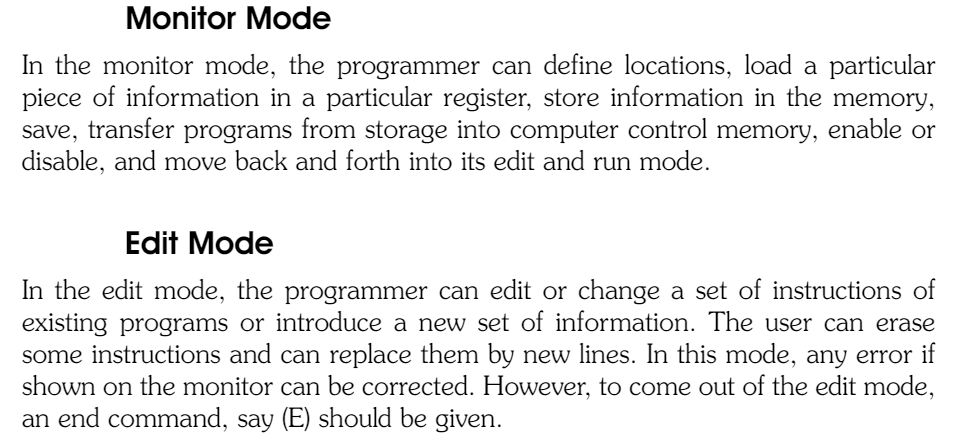 Monitor Mode
In the monitor mode, the programmer can define locations, load a particular
piece of information in a particular register, store information in the memory,
save, transfer programs from storage into computer control memory, enable or
disable, and move back and forth into its edit and run mode.
Edit Mode
In the edit mode, the programmer can edit or change a set of instructions of
existing programs or introduce a new set of information. The user can erase
some instructions and can replace them by new lines. In this mode, any error if
shown on the monitor can be corrected. However, to come out of the edit mode,
an end command, say (E) should be given.